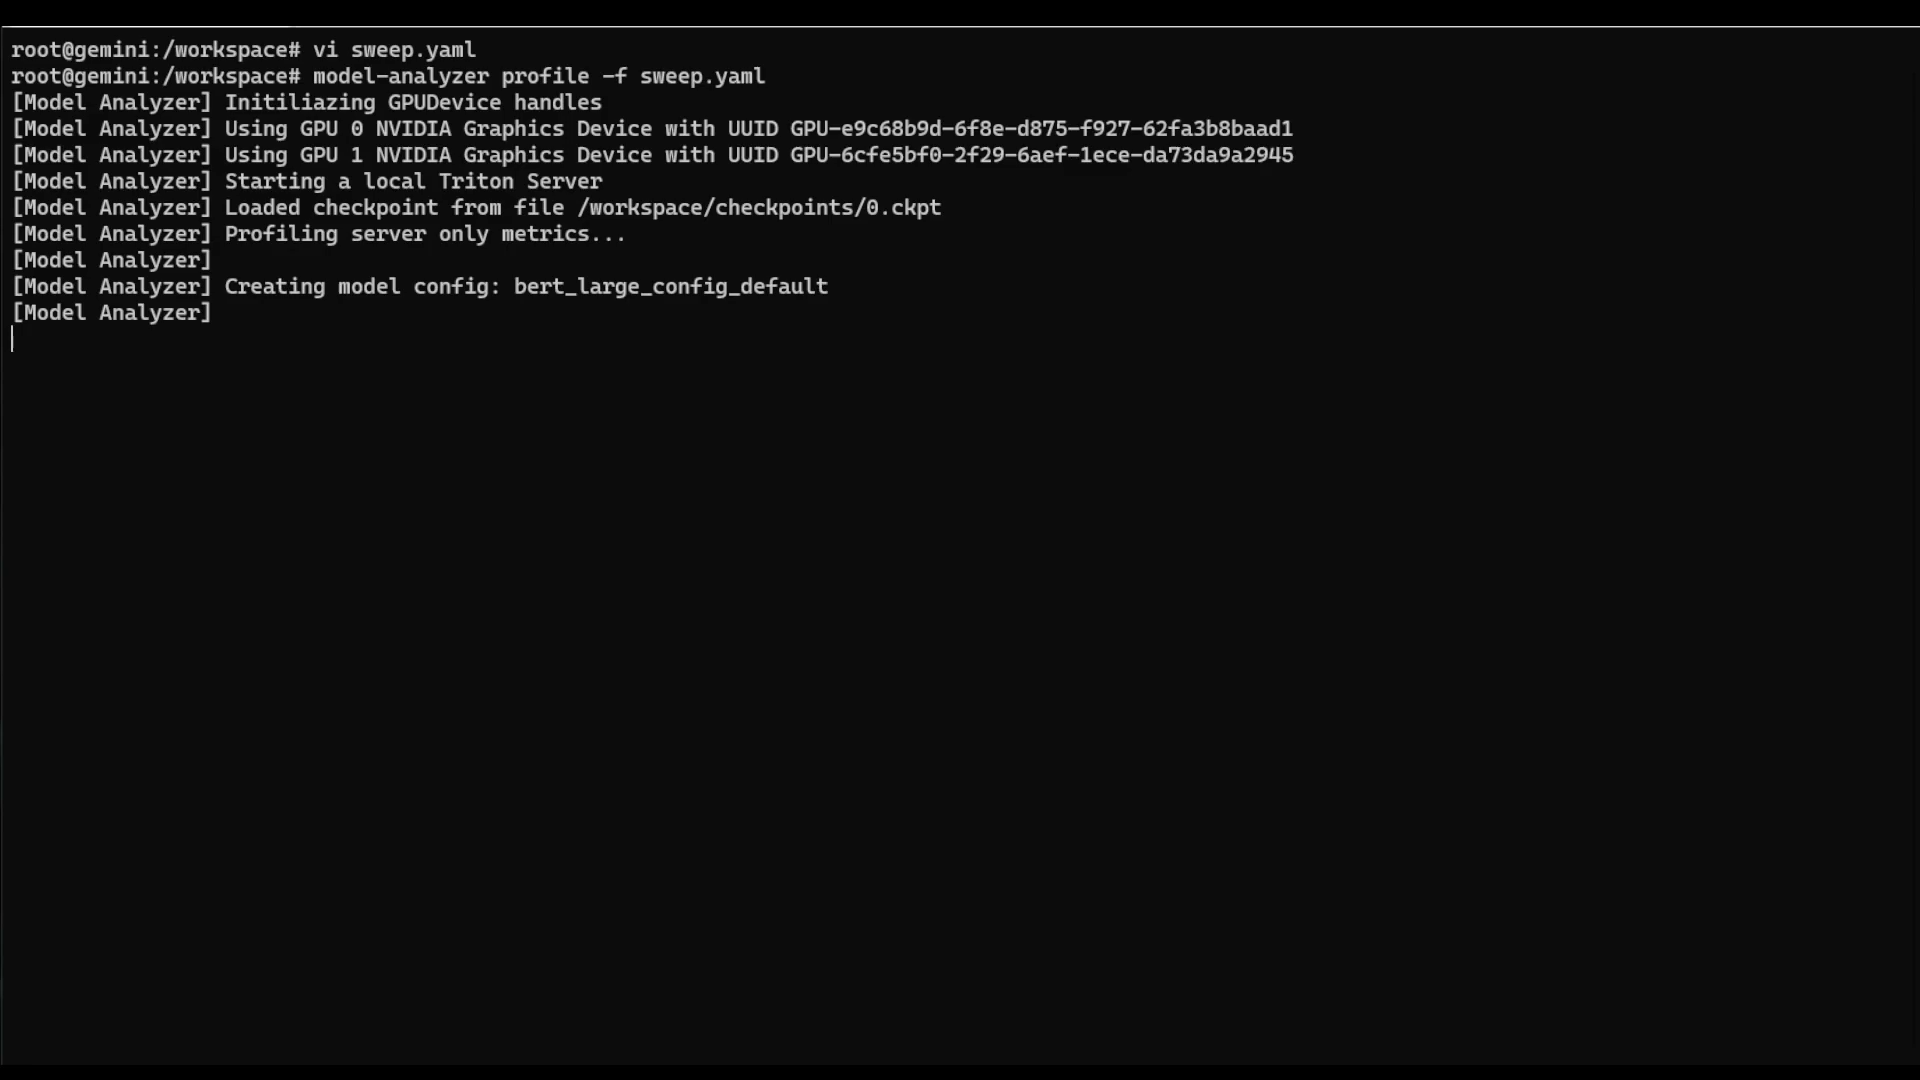 root@gemini:/workspace# vi sweep.yaml
root@gemini:/workspace# model-analyzer profile -f sweep.yaml
[Model Analyzer] Initiliazing GPUDevice handles
[Model Analyzer] Using GPU 0 NVIDIA Graphics Device with UUID GPU-e9c68b9d-6f8e-d875-f927-62fa3b8baad1
[Model Analyzer] Using GPU 1 NVIDIA Graphics Device with UUID GPU-6cfe5bf0-2f29-6aef-1ece-da73da9a2945
[Model Analyzer] Starting a local Triton Server
[Model Analyzer] Loaded checkpoint from file /workspace/checkpoints/0.ckpt
[Model Analyzer] Profiling server only metrics...
[Model Analyzer]
[Model Analyzer] Creating model config: bert_large_config_default
[Model Analyzer]